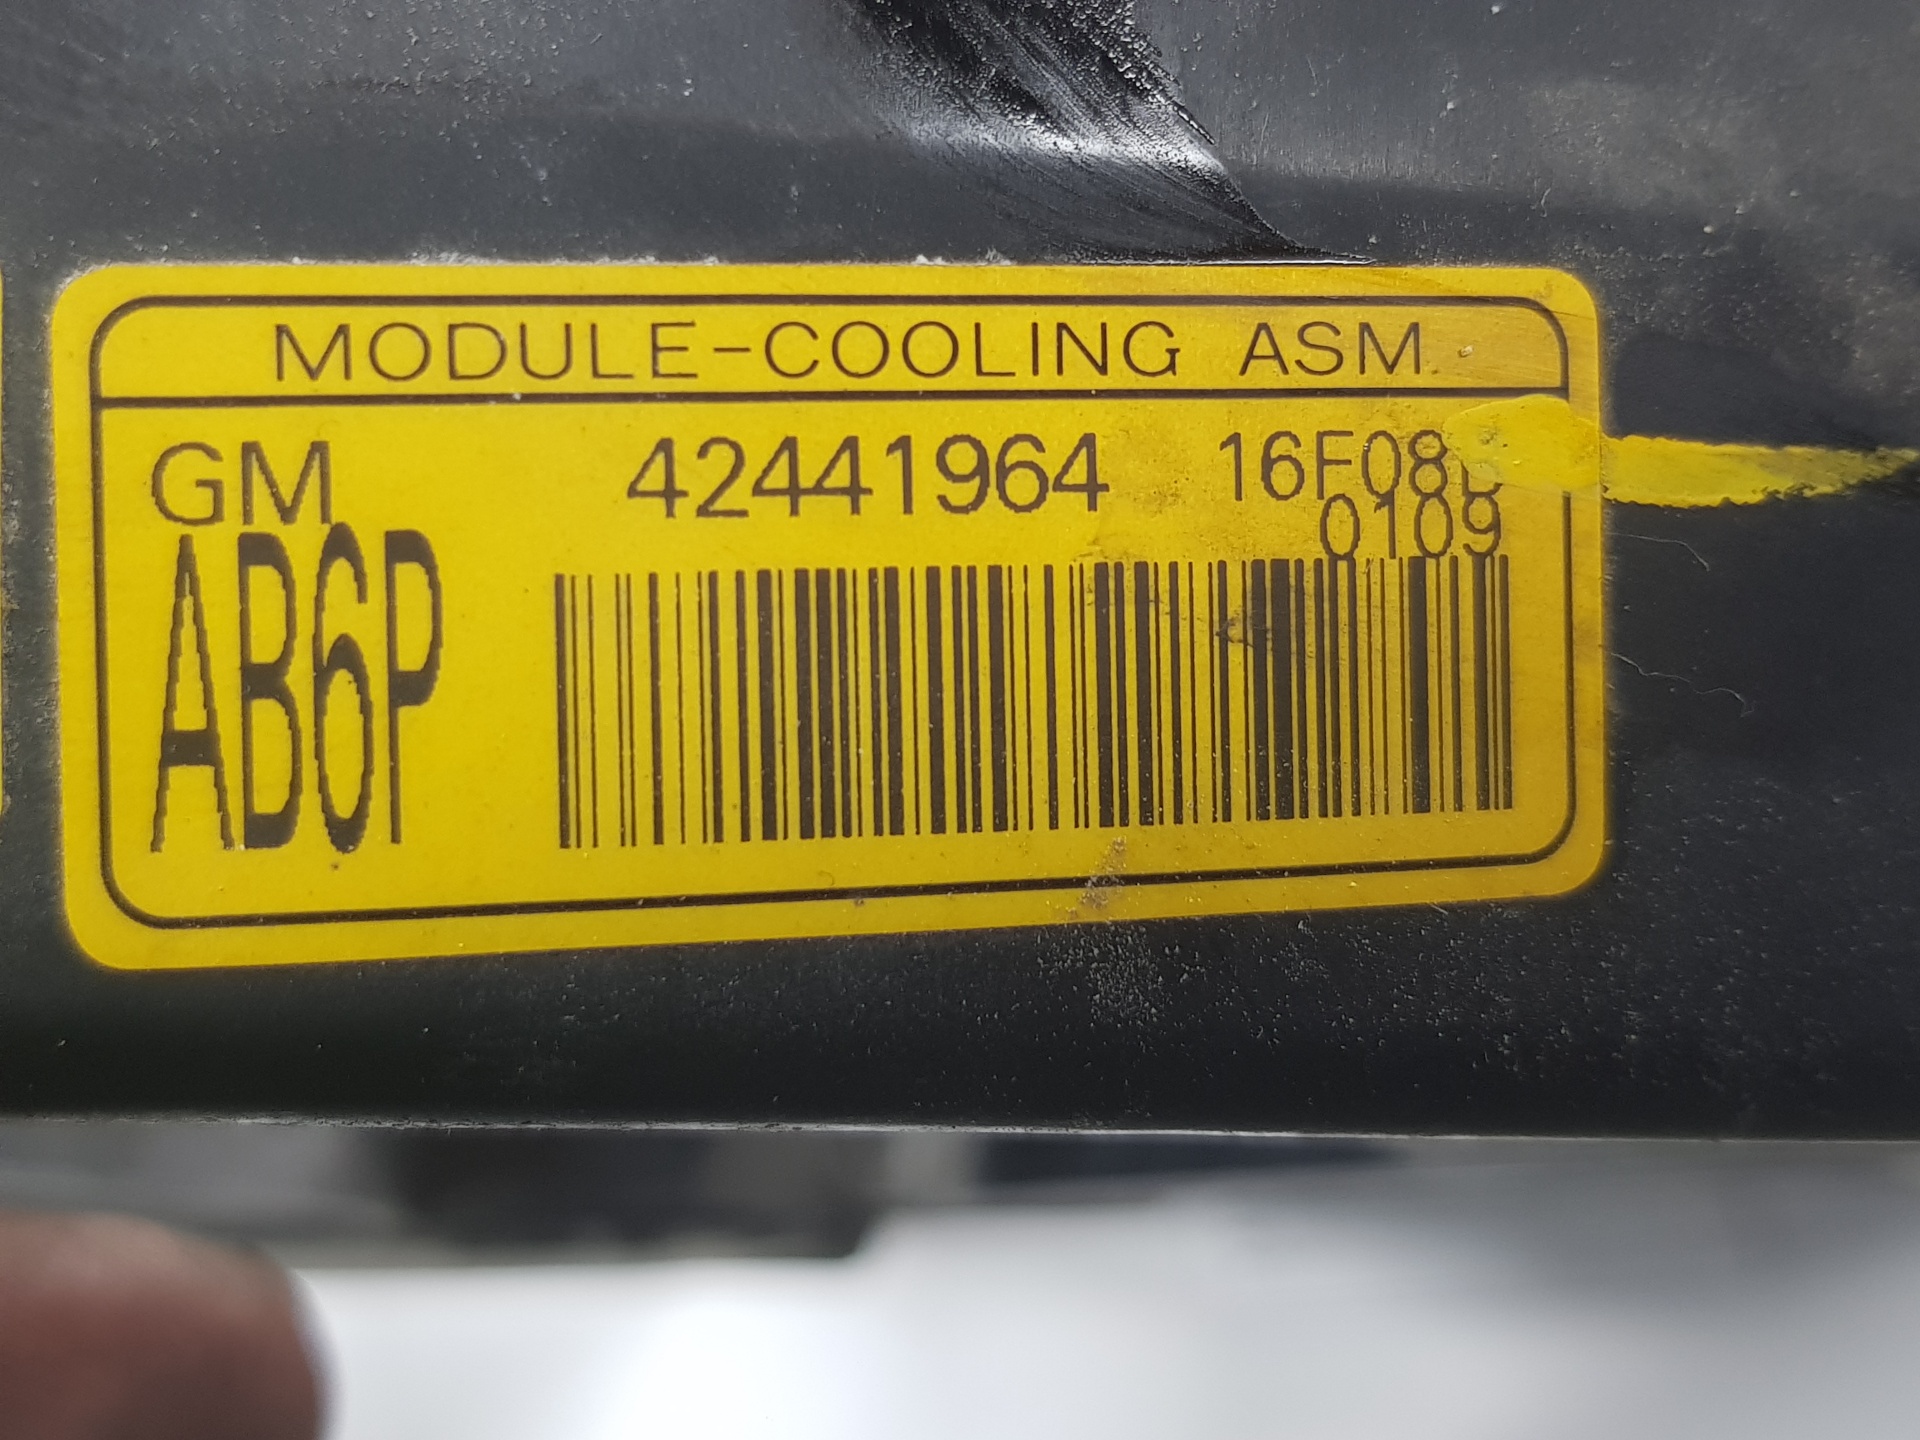 MODULE-COOLING ASM
GM 42441964 16F08
0109
AB6P